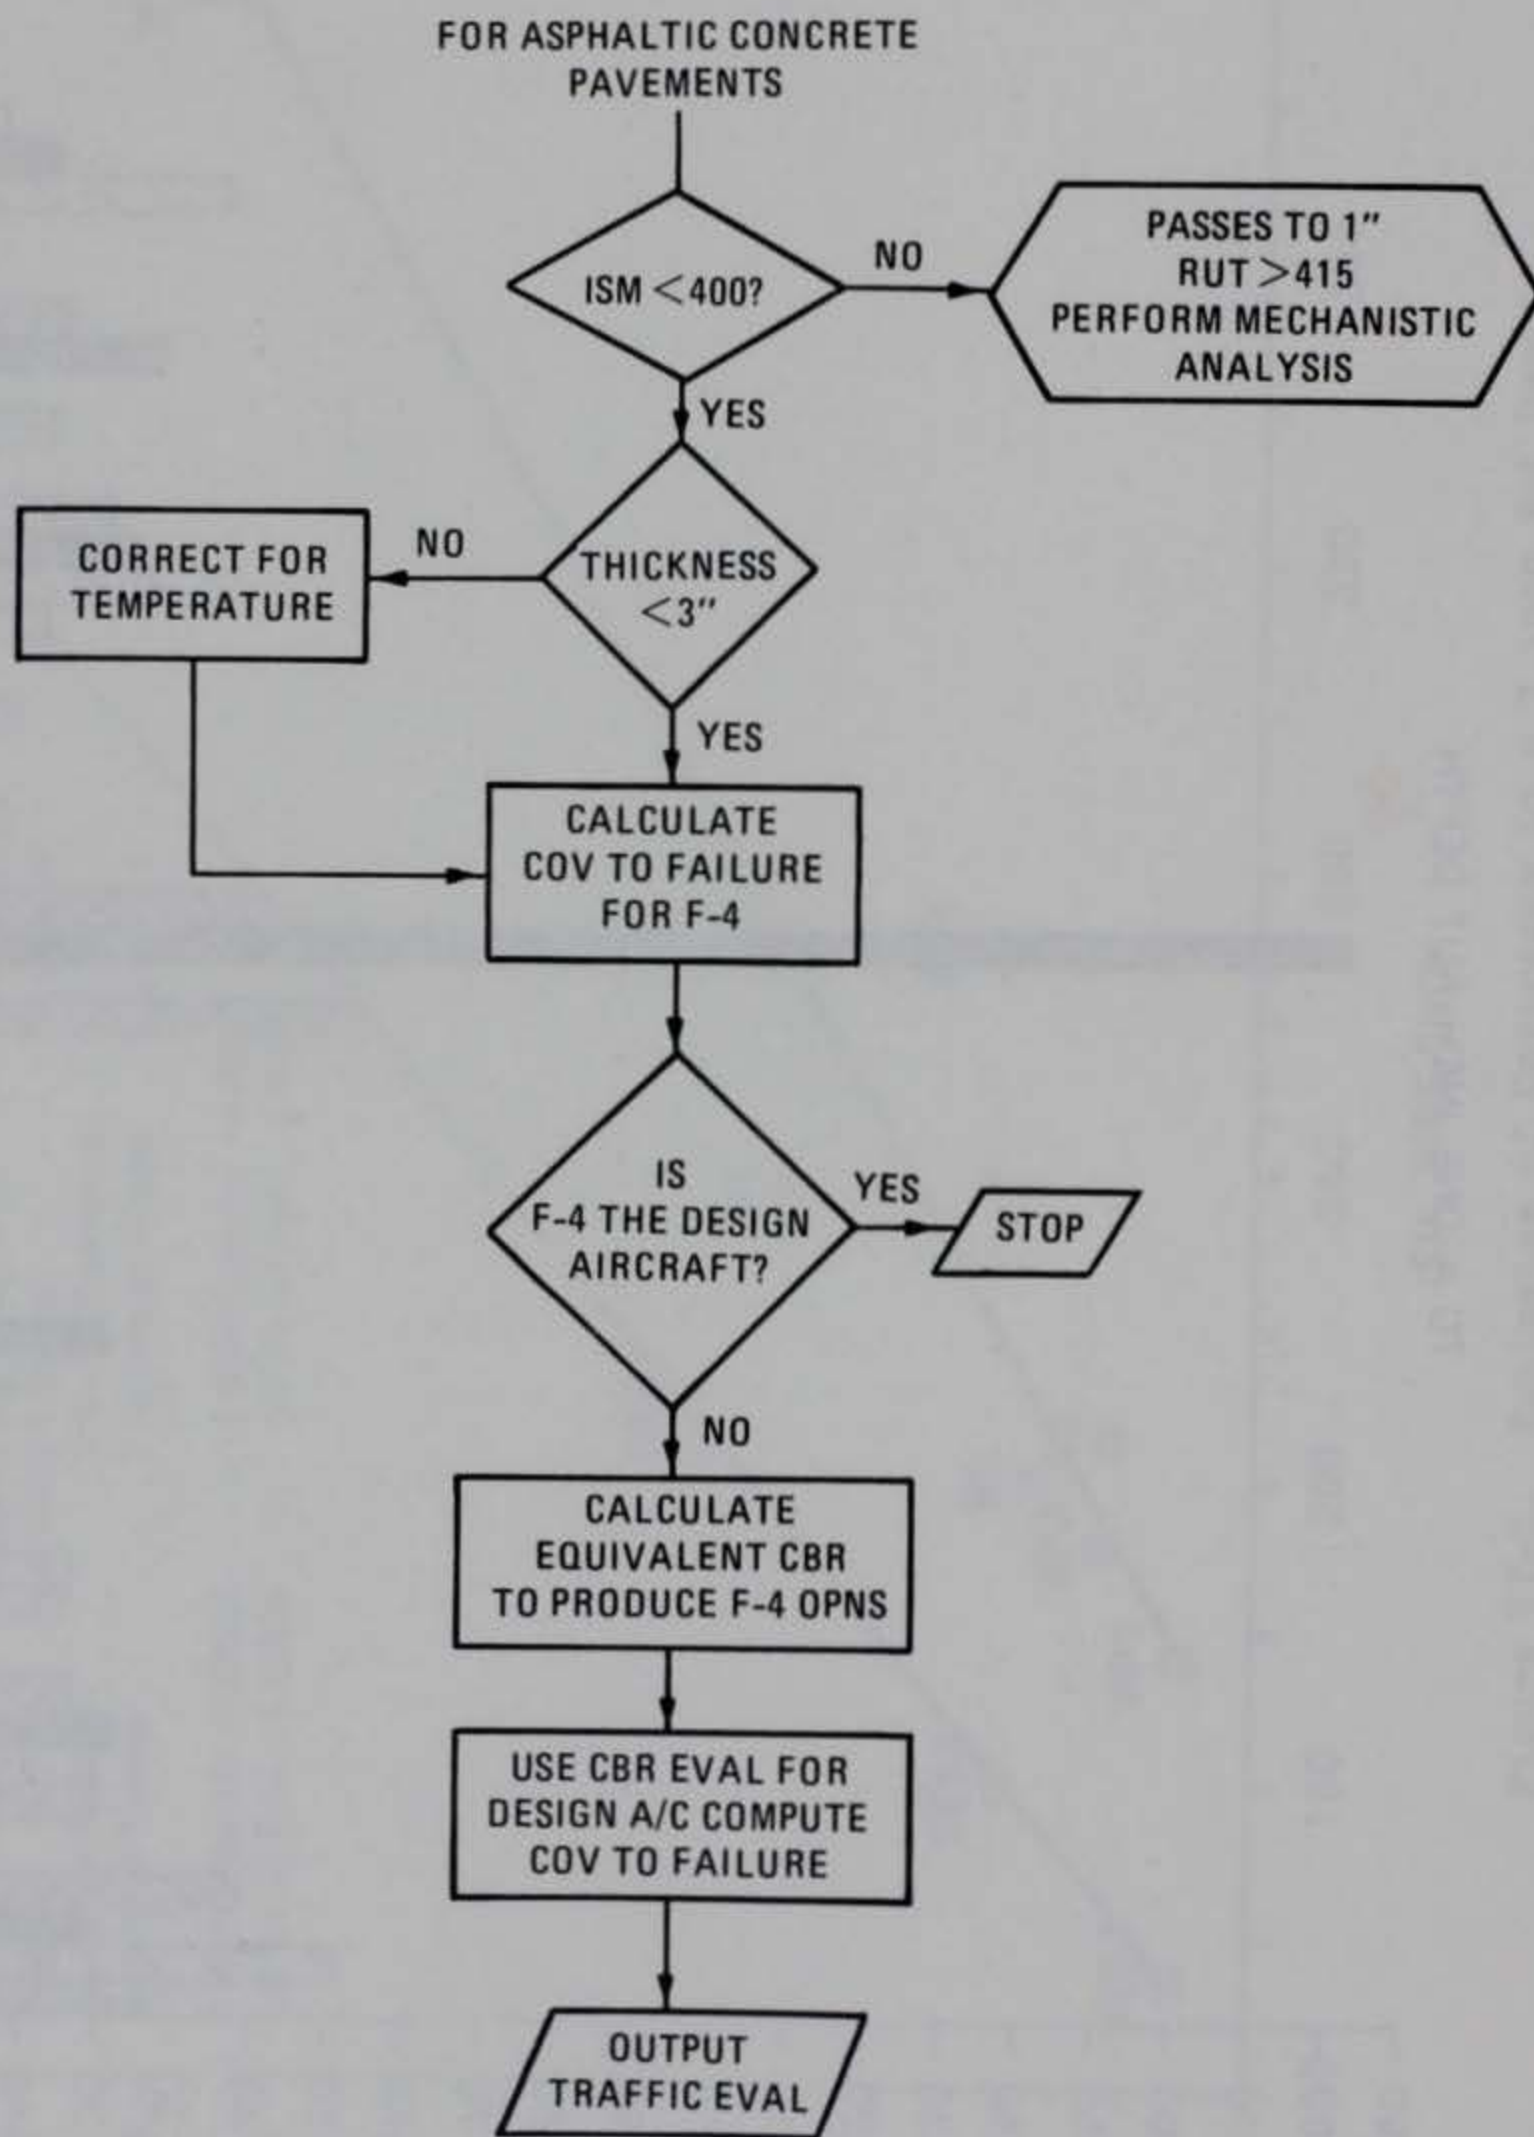 FOR ASPHALTIC CONCRETE
PAVEMENTS
ISM <400?
NO
PASSES TO 1"
RUT >415
PERFORM MECHANISTIC
ANALYSIS
YES
THICKNESS
<3"
NO
CORRECT FOR
TEMPERATURE
YES
CALCULATE
COV TO FAILURE
FOR F-4
IS
F-4 THE DESIGN
AIRCRAFT?
YES
STOP
NO
CALCULATE
EQUIVALENT CBR
TO PRODUCE F-4 OPNS
USE CBR EVAL FOR
DESIGN A/C COMPUTE
COV TO FAILURE
OUTPUT
TRAFFIC EVAL